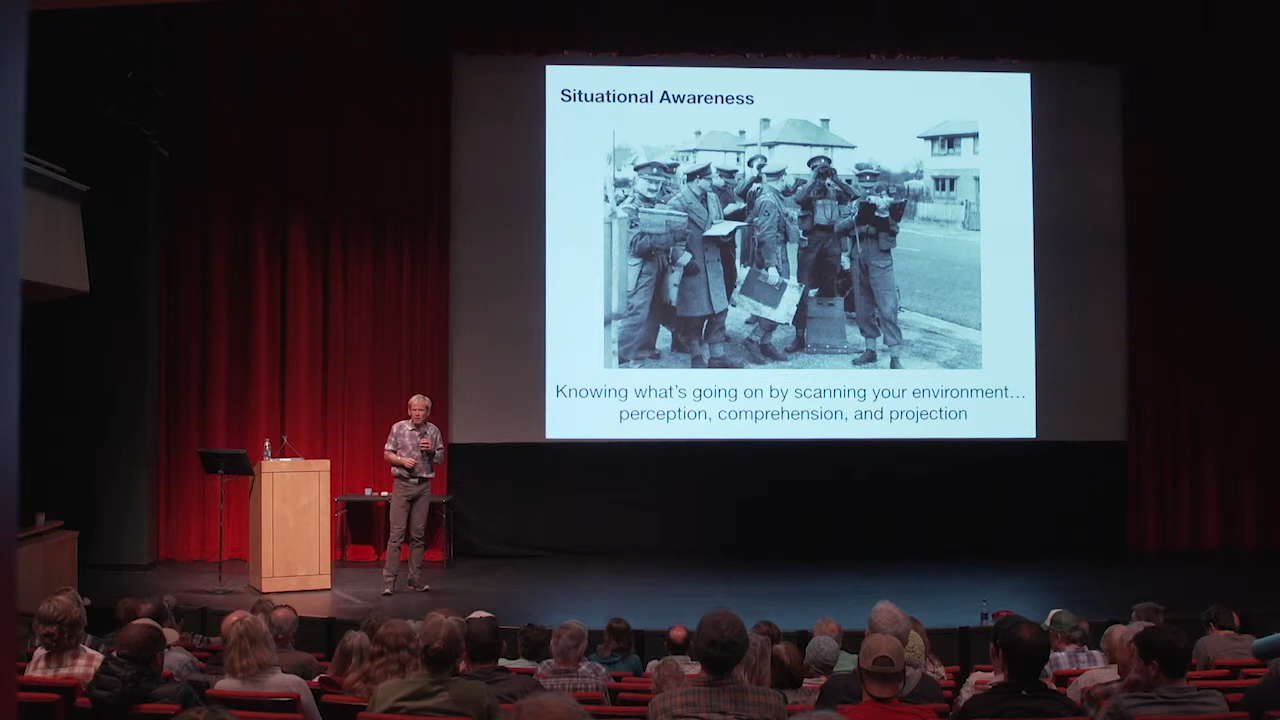 Situational Awareness
Knowing what's going on by scanning your environment...
perception, comprehension, and projection